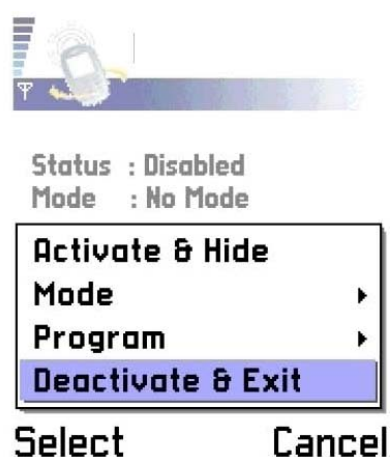 Status : Disabled
Mode : No Mode
Activate & Hide
Mode
Program
Deactivate & Exit
Select Cancel